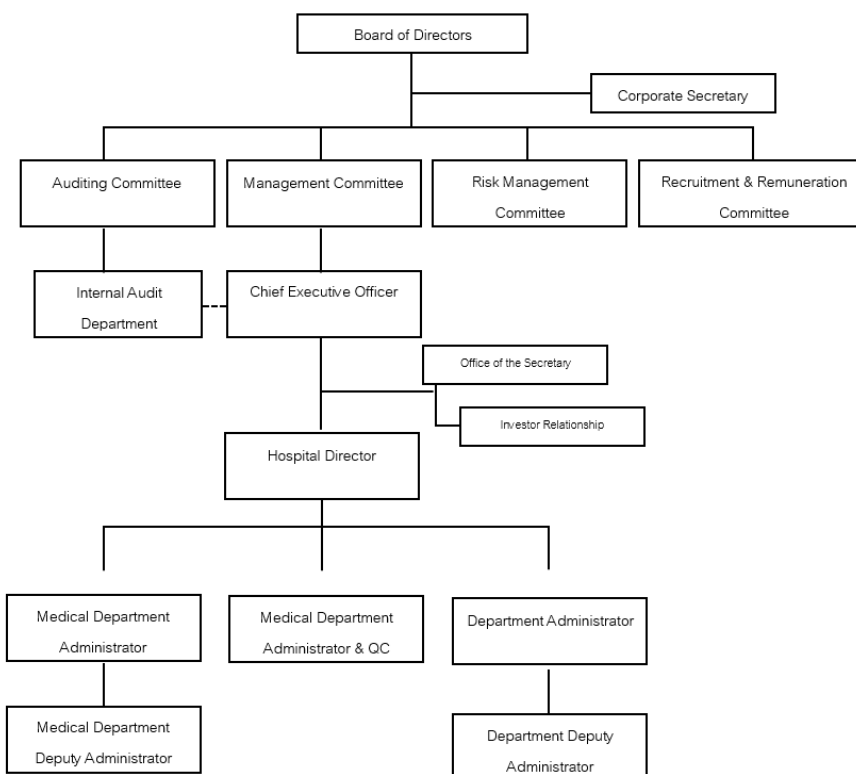 Board of Directors
Corporate Secretary
Auditing Committee
Management Committee
Risk Management
Committee
Recruitment & Remuneration
Committee
Internal Audit
Department
Chief Executive Officer
Office of the Secretary
Investor Relationship
Hospital Director
Medical Department
Administrator
Medical Department
Administrator & QC
Department Administrator
Medical Department
Deputy Administrator
Department Deputy
Administrator